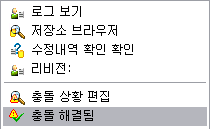 로그 보기
저장소 브라우저
수정내역 확인 확인
리비전:
충돌 상황 편집
충돌 해결됨